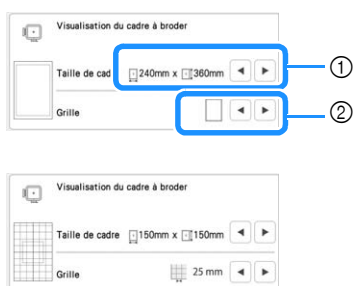 Visualisation du cadre à broder
Taille de cad 240mm x 360mm ①
Grille ②
Visualisation du cadre à broder
Taille de cadre 150mm x 150mm
Grille 25 mm